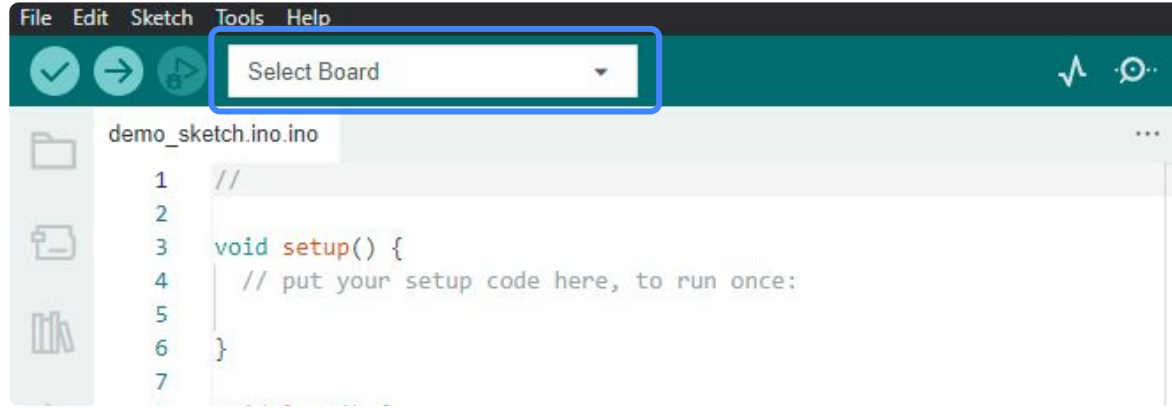 File Edit Sketch Tools Help
Select Board
demo_sketch.ino.ino
1 //
2
3 void setup() {
4 // put your setup code here, to run once:
5
6 }
7